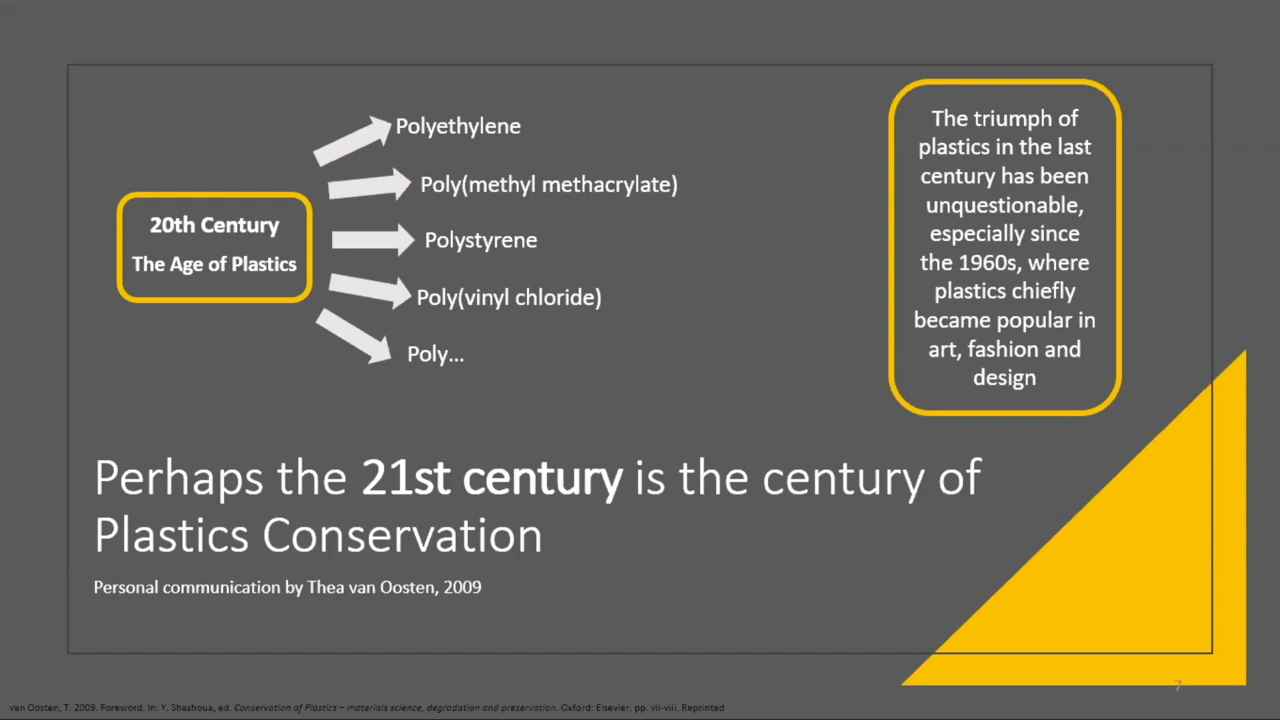 20th Century
The Age of Plastics
Polyethylene
Poly(methyl methacrylate)
Polystyrene
Poly(vinyl chloride)
Poly...
The triumph of
plastics in the last
century has been
unquestionable,
especially since
the 1960s, where
plastics chiefly
became popular in
art, fashion and
design
Perhaps the 21st century is the century of
Plastics Conservation
Personal communication by Thea van Oosten, 2009
7
van Oosten, T. 2009. Foreword. In: Y. Shashoua, ed. Conservation of Plastics – materials science, degradation and preservation. Oxford: Elsevier, pp. vii-viii. Reprinted